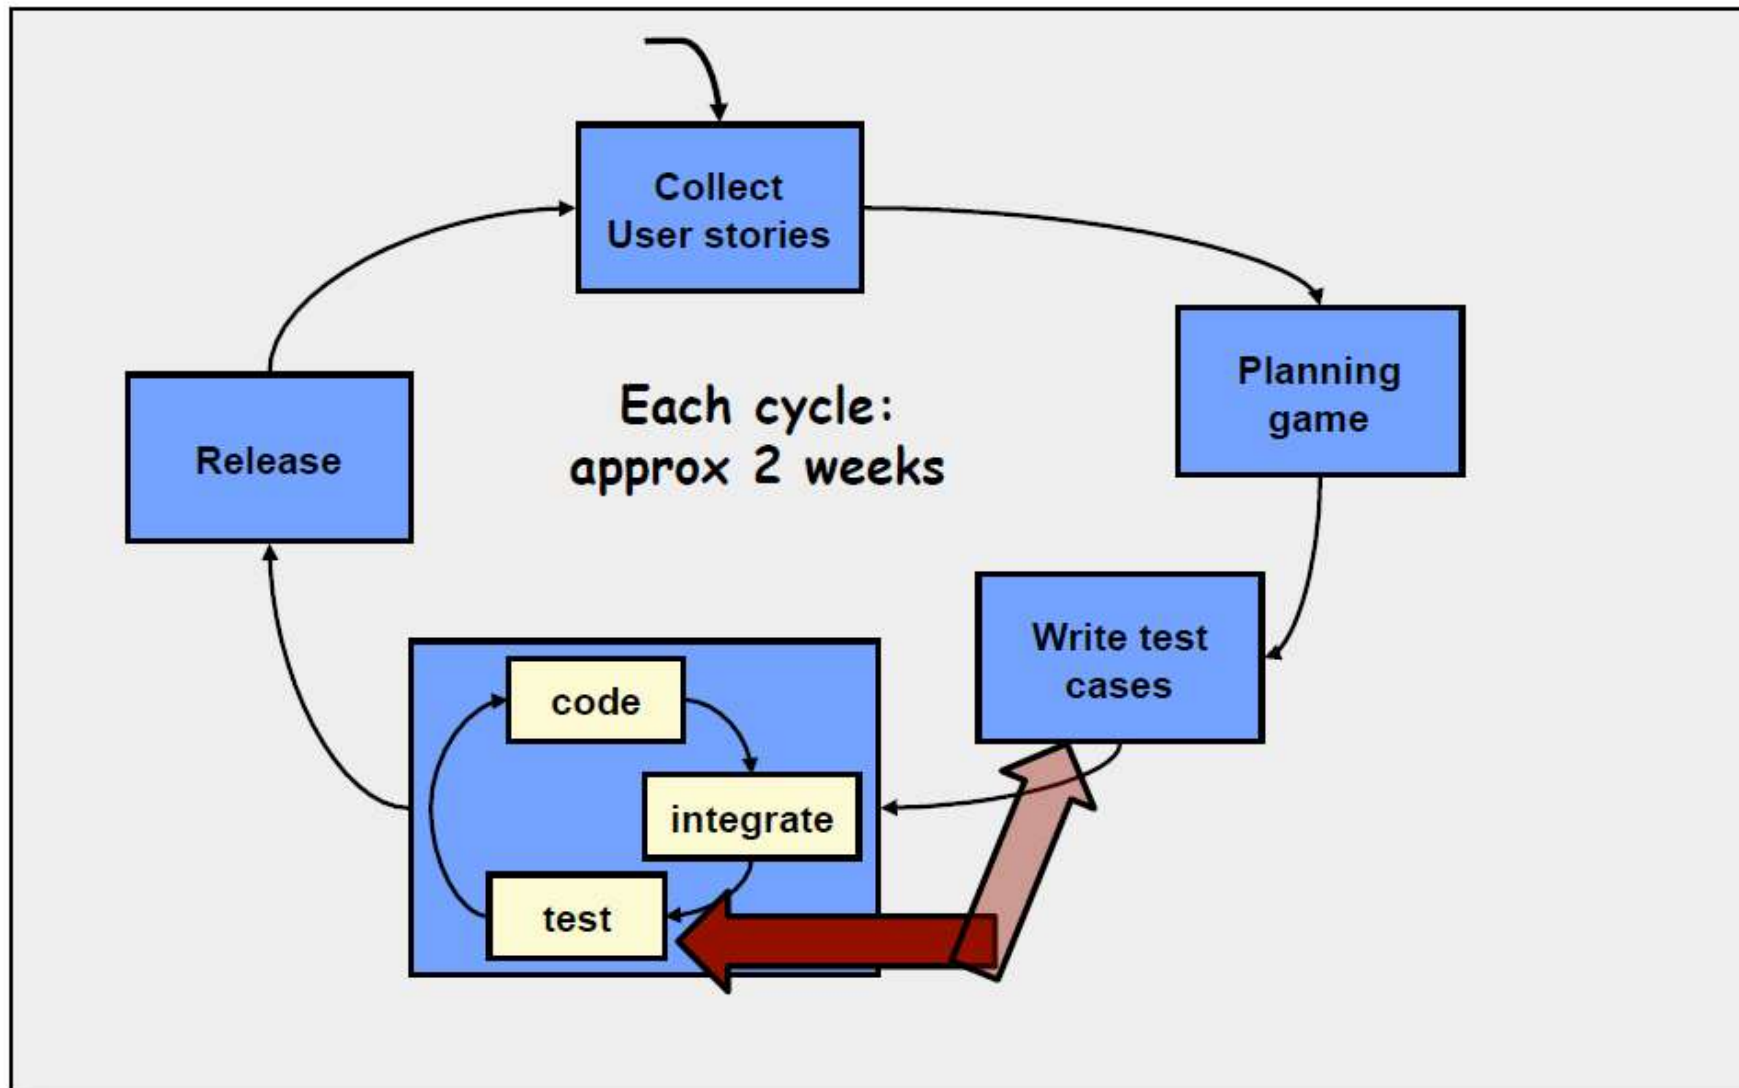 Collect
User stories
Planning
game
Each cycle:
approx 2 weeks
Release
Write test
cases
code
integrate
test